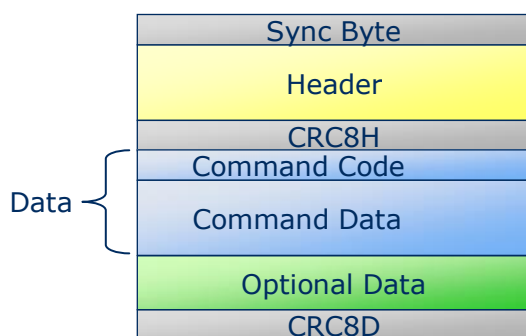 Sync Byte
Header
CRC8H
Command Code
Data
Command Data
Optional Data
CRC8D